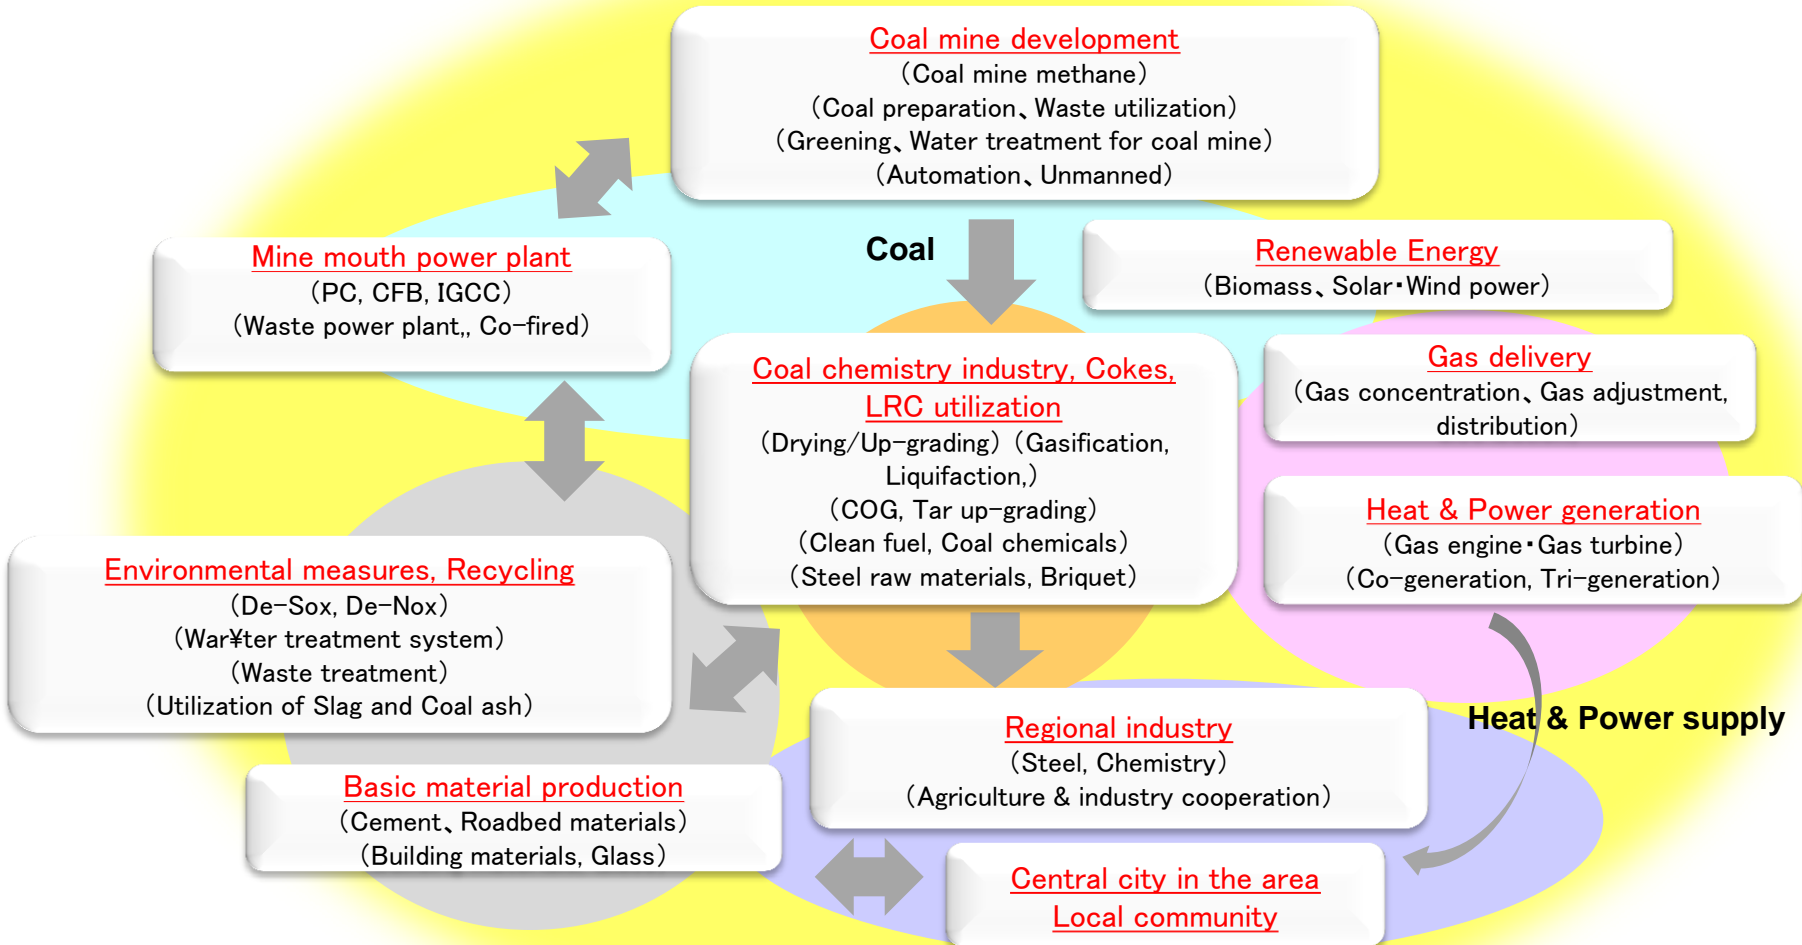 Coal mine development
（Coal mine methane）
（Coal preparation、Waste utilization）
（Greening、Water treatment for coal mine）
（Automation、Unmanned）
Coal
Mine mouth power plant
（PC, CFB, IGCC）
（Waste power plant,, Co-fired）
Renewable Energy
（Biomass、Solar・Wind power）
Coal chemistry industry, Cokes,
LRC utilization
（Drying/Up-grading）（Gasification,
Liquifaction,）
（COG, Tar up-grading）
（Clean fuel, Coal chemicals）
（Steel raw materials, Briquet）
Gas delivery
（Gas concentration、Gas adjustment,
distribution）
Heat & Power generation
（Gas engine・Gas turbine）
（Co-generation, Tri-generation）
Environmental measures, Recycling
（De-Sox, De-Nox）
（War¥ter treatment system）
（Waste treatment）
（Utilization of Slag and Coal ash）
Regional industry
（Steel, Chemistry）
（Agriculture & industry cooperation）
Heat & Power supply
Basic material production
（Cement、Roadbed materials）
（Building materials, Glass）
Central city in the area
Local community